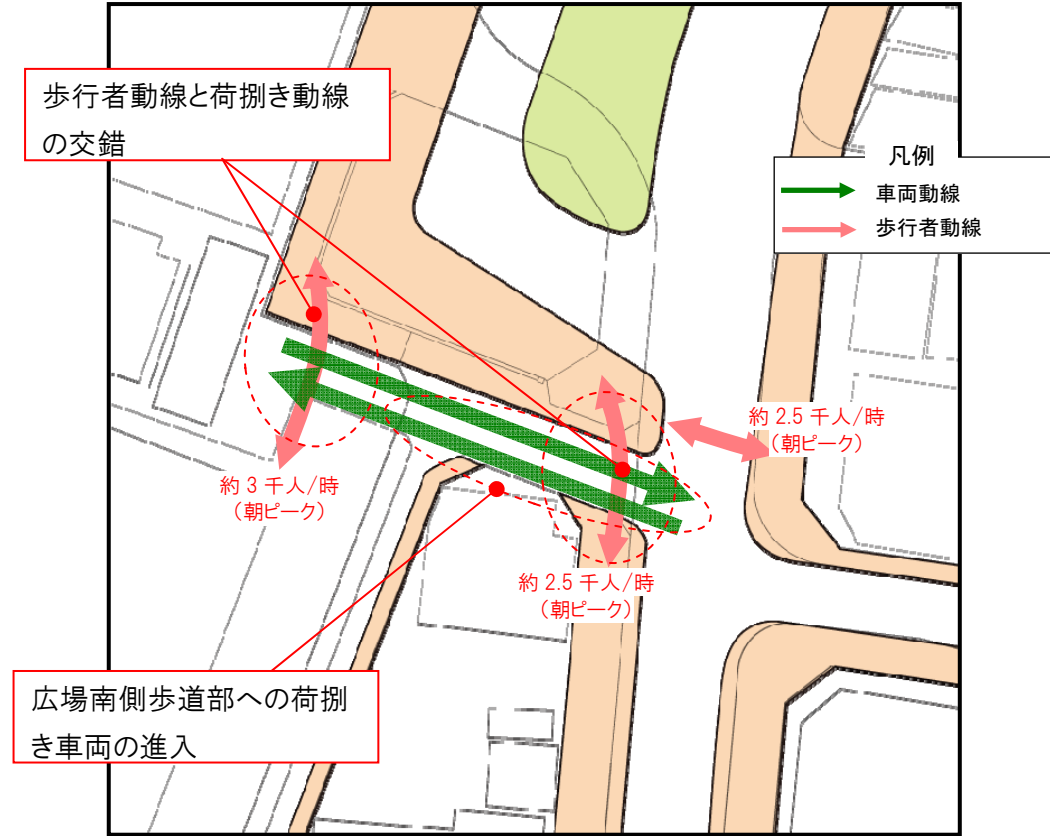 歩行者動線と荷捌き動線
の交錯
凡例
車両動線
歩行者動線
約 2.5 千人/時
（朝ピーク）
約 3 千人/時
（朝ピーク）
約 2.5 千人/時
（朝ピーク）
広場南側歩道部への荷捌
き車両の進入